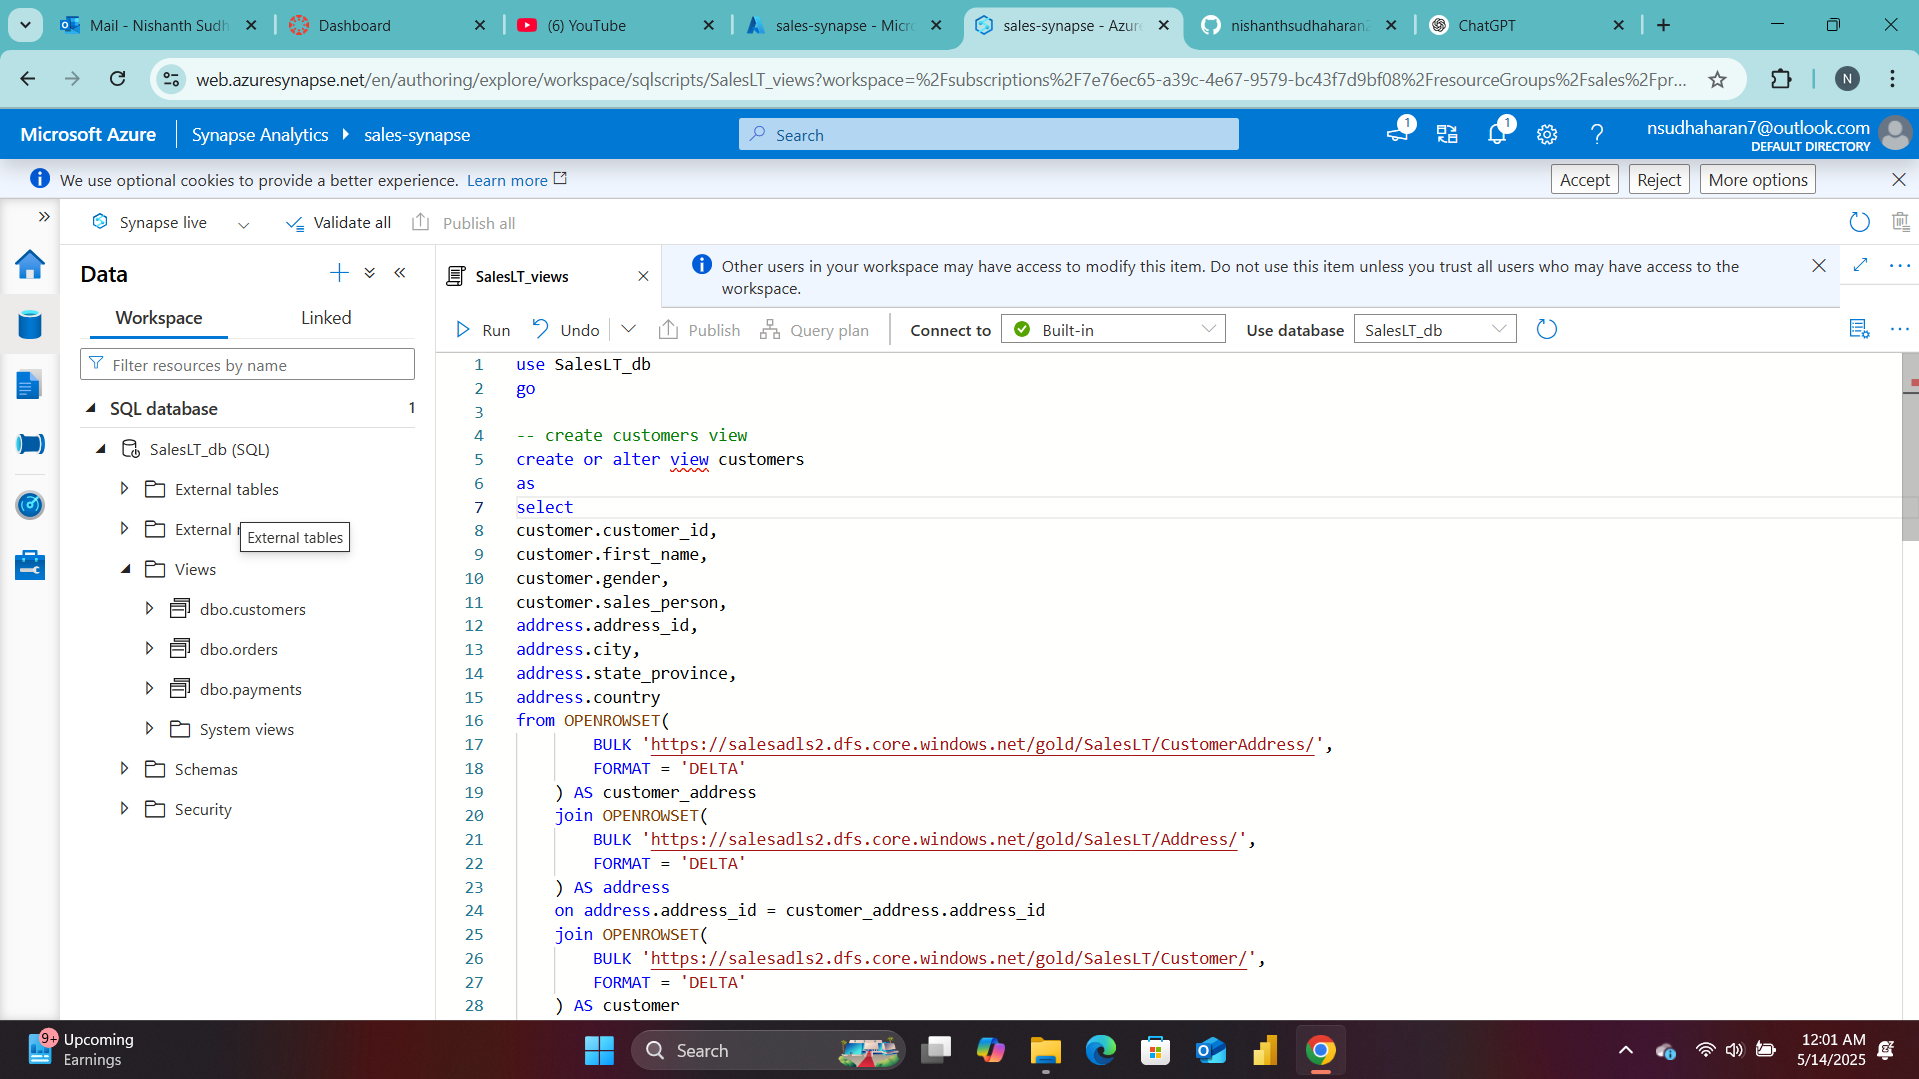 Mail - Nishanth Sudh
Dashboard
(6) YouTube
sales-synapse - Micr
sales-synapse - Azur
nishanthsudhaharan
ChatGPT
web.azuresynapse.net/en/authoring/explore/workspace/sqlscripts/SalesLT_views?workspace=%2Fsubscriptions%2F7e76ec65-a39c-4e67-9579-bc43f7d9bf08%2FresourceGroups%2Fsales%2Fpr...
N
Microsoft Azure
Synapse Analytics
sales-synapse
Search
1
1
nsudhaharan7@outlook.com
DEFAULT DIRECTORY
We use optional cookies to provide a better experience. Learn more
Accept
Reject
More options
Synapse live
Validate all
Publish all
Data
Workspace
Linked
Filter resources by name
SQL database 1
SalesLT_db (SQL)
External tables
External r
External tables
Views
dbo.customers
dbo.orders
dbo.payments
System views
Schemas
Security
SalesLT_views
Other users in your workspace may have access to modify this item. Do not use this item unless you trust all users who may have access to the
workspace.
Run
Undo
Publish
Query plan
Connect to
Built-in
Use database
SalesLT_db
1 use SalesLT_db
2 go
3
4 -- create customers view
5 create or alter view customers
6 as
7 select
8 customer.customer_id,
9 customer.first_name,
10 customer.gender,
11 customer.sales_person,
12 address.address_id,
13 address.city,
14 address.state_province,
15 address.country
16 from OPENROWSET(
17 BULK 'https://salesadls2.dfs.core.windows.net/gold/SalesLT/CustomerAddress/',
18 FORMAT = 'DELTA'
19 ) AS customer_address
20 join OPENROWSET(
21 BULK 'https://salesadls2.dfs.core.windows.net/gold/SalesLT/Address/',
22 FORMAT = 'DELTA'
23 ) AS address
24 on address.address_id = customer_address.address_id
25 join OPENROWSET(
26 BULK 'https://salesadls2.dfs.core.windows.net/gold/SalesLT/Customer/',
27 FORMAT = 'DELTA'
28 ) AS customer
9+
Upcoming
Earnings
Search
12:01 AM
5/14/2025